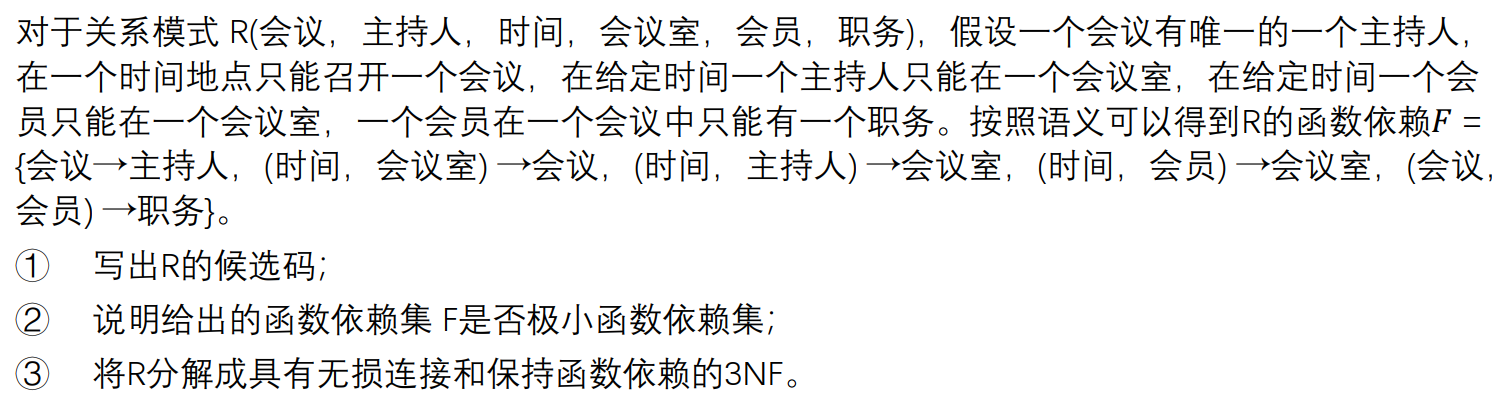 对于关系模式 R(会议，主持人，时间，会议室，会员，职务)，假设一个会议有唯一的一个主持人，
在一个时间地点只能召开一个会议，在给定时间一个主持人只能在一个会议室，在给定时间一个会
员只能在一个会议室，一个会员在一个会议中只能有一个职务。按照语义可以得到R的函数依赖F =
{会议→主持人，(时间，会议室) →会议，(时间，主持人) →会议室，(时间，会员) →会议室，(会议，
会员) →职务}。
① 写出R的候选码；
② 说明给出的函数依赖集 F是否极小函数依赖集；
③ 将R分解成具有无损连接和保持函数依赖的3NF。